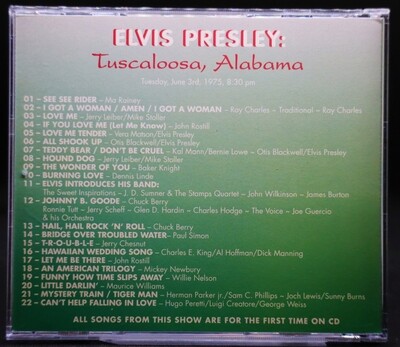 ELVIS PRESLEY:
Tuscaloosa, Alabama
Tuesday, June 3rd, 1975, 8:30 pm
01 – SEE SEE RIDER – Ma Rainey
02 – I GOT A WOMAN / AMEN / I GOT A WOMAN – Ray Charles – Traditional – Ray Charles
03 – LOVE ME – Jerry Leiber/Mike Stoller
04 – IF YOU LOVE ME (Let Me Know) – John Rostill
05 – LOVE ME TENDER – Vera Matson/Elvis Presley
06 – ALL SHOOK UP – Otis Blackwell/Elvis Presley
07 – TEDDY BEAR / DON'T BE CRUEL – Kal Mann/Bernie Lowe – Otis Blackwell/Elvis Presley
08 – HOUND DOG – Jerry Leiber/Mike Stoller
09 – THE WONDER OF YOU – Baker Knight
10 – BURNING LOVE – Dennis Linde
11 – ELVIS INTRODUCES HIS BAND:
The Sweet Inspirations – J. D. Sumner & The Stamps Quartet – John Wilkinson – James Burton
12 – JOHNNY B. GOODE – Chuck Berry
Ronnie Tutt – Jerry Scheff – Glen D. Hardin – Charles Hodge – The Voice – Joe Guercio
& his Orchestra
13 – HAIL, HAIL ROCK 'N' ROLL – Chuck Berry
14 – BRIDGE OVER TROUBLED WATER – Paul Simon
15 – T-R-O-U-B-L-E – Jerry Chesnut
16 – HAWAIIAN WEDDING SONG – Charles E. King/Al Hoffman/Dick Manning
17 – LET ME BE THERE – John Rostill
18 – AN AMERICAN TRILOGY – Mickey Newbury
19 – FUNNY HOW TIME SLIPS AWAY – Willie Nelson
20 – LITTLE DARLIN' – Maurice Williams
21 – MYSTERY TRAIN / TIGER MAN – Herman Parker jr./Sam C. Phillips – Joch Lewis/Sunny Burns
22 – CAN'T HELP FALLING IN LOVE – Hugo Peretti/Luigi Creatore/George Weiss
ALL SONGS FROM THIS SHOW ARE FOR THE FIRST TIME ON CD